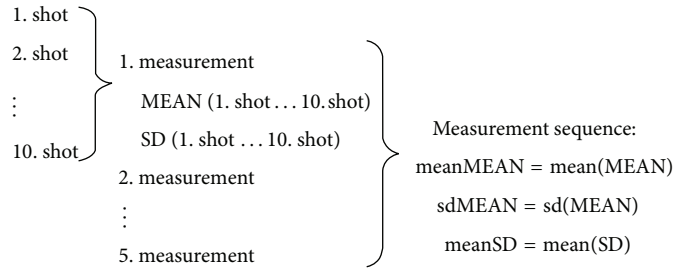 1. shot
2. shot
⋮
10. shot
1. measurement
MEAN (1. shot . . . 10. shot)
SD (1. shot . . . 10. shot)
2. measurement
⋮
5. measurement
Measurement sequence:
meanMEAN = mean(MEAN)
sdMEAN = sd(MEAN)
meanSD = mean(SD)